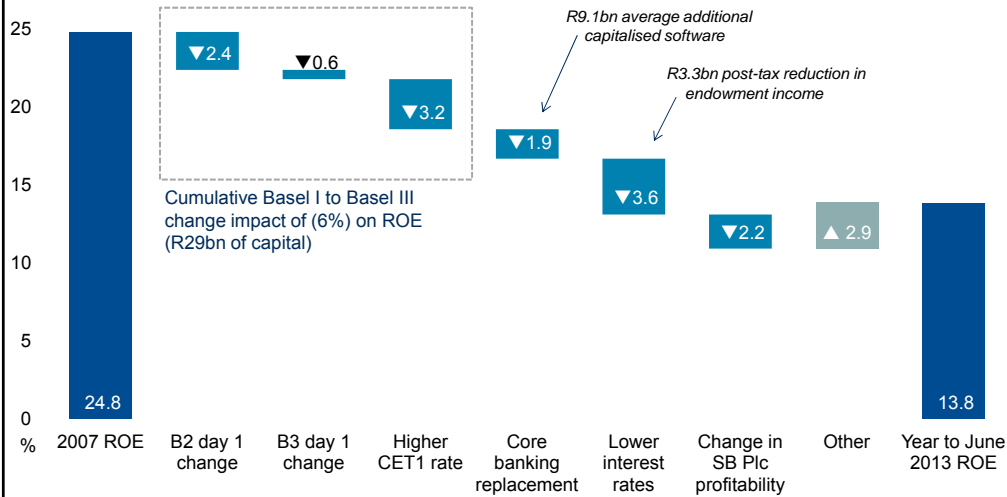 R9.1bn average additional
capitalised software
R3.3bn post-tax reduction in
endowment income
25
20
15
10
5
0
%
▼2.4
▼0.6
▼3.2
▼1.9
▼3.6
▼2.2
▲ 2.9
Cumulative Basel I to Basel III
change impact of (6%) on ROE
(R29bn of capital)
24.8
13.8
2007 ROE
B2 day 1
change
B3 day 1
change
Higher
CET1 rate
Core
banking
replacement
Lower
interest
rates
Change in
SB Plc
profitability
Other
Year to June
2013 ROE